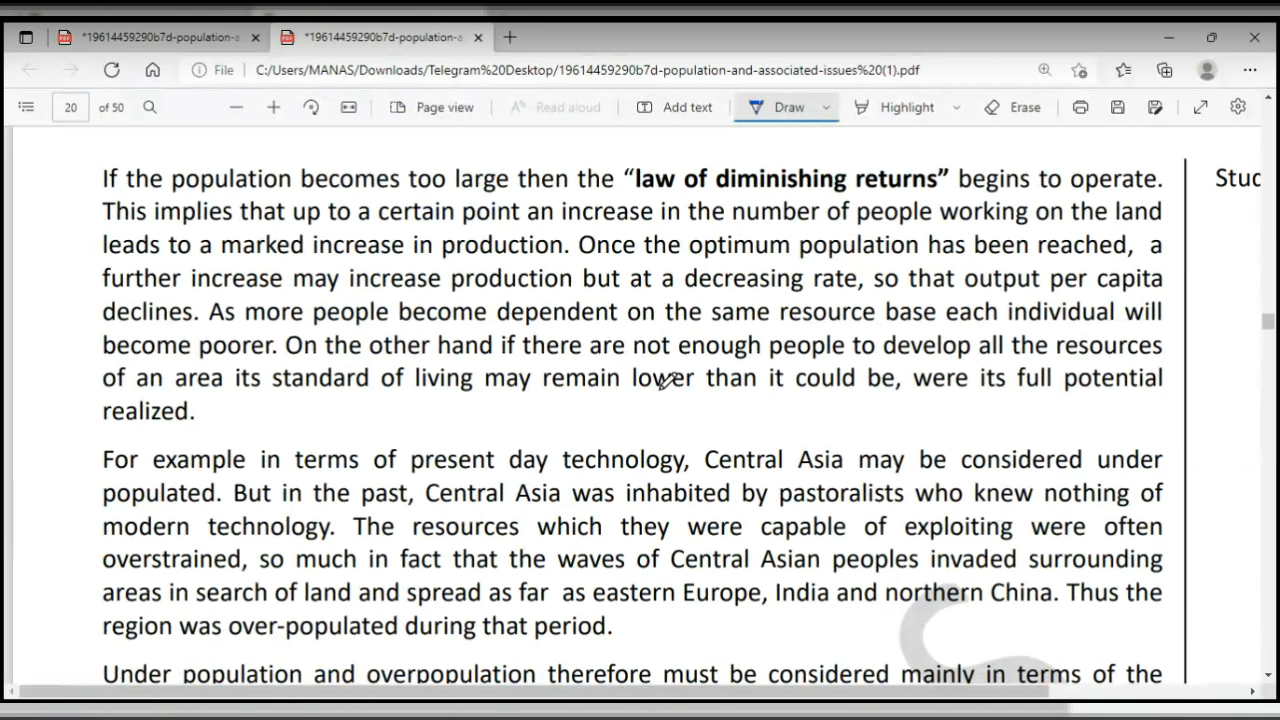 *19614459290b7d-population-a
*19614459290b7d-population-a
File
C:/Users/MANAS/Downloads/Telegram%20Desktop/19614459290b7d-population-and-associated-issues%20(1).pdf
20 of 50
Page view
Read aloud
Add text
Draw
Highlight
Erase
If the population becomes too large then the “law of diminishing returns” begins to operate.
This implies that up to a certain point an increase in the number of people working on the land
leads to a marked increase in production. Once the optimum population has been reached, a
further increase may increase production but at a decreasing rate, so that output per capita
declines. As more people become dependent on the same resource base each individual will
become poorer. On the other hand if there are not enough people to develop all the resources
of an area its standard of living may remain lower than it could be, were its full potential
realized.
Stud
For example in terms of present day technology, Central Asia may be considered under
populated. But in the past, Central Asia was inhabited by pastoralists who knew nothing of
modern technology. The resources which they were capable of exploiting were often
overstrained, so much in fact that the waves of Central Asian peoples invaded surrounding
areas in search of land and spread as far as eastern Europe, India and northern China. Thus the
region was over-populated during that period.
Under population and overpopulation therefore must be considered mainly in terms of the